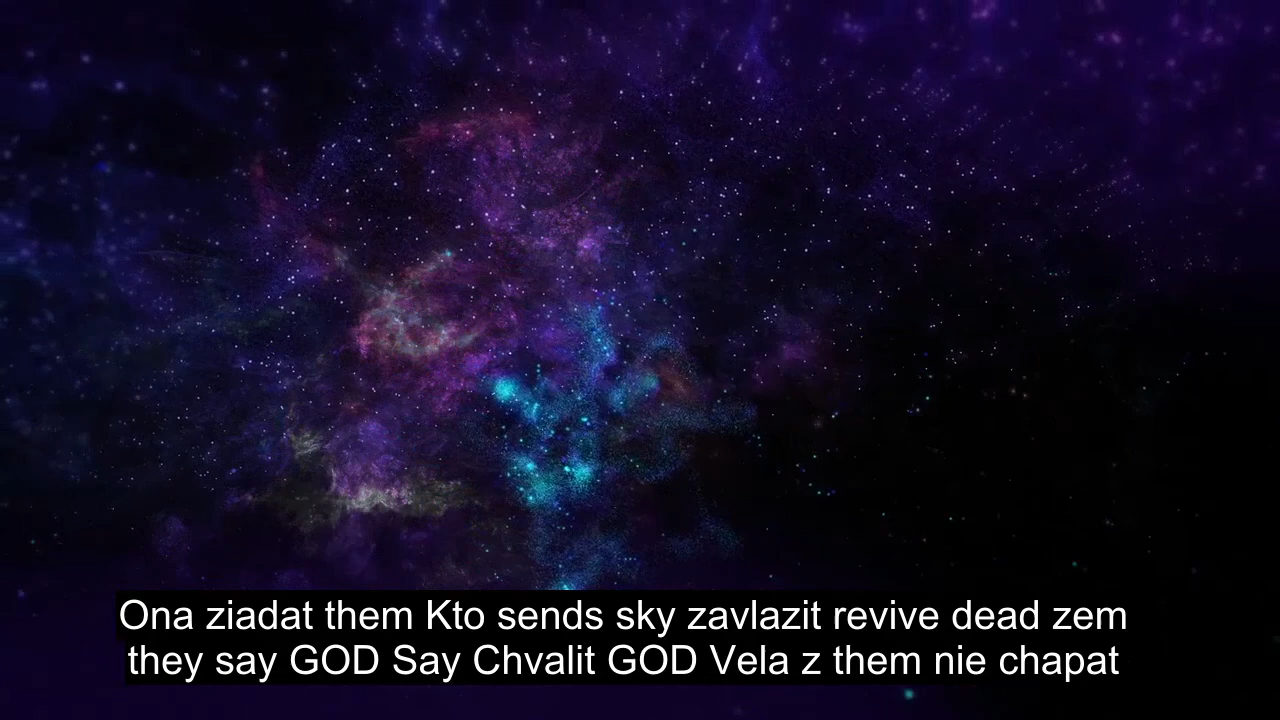 Ona ziadat them Kto sends sky zavlazit revive dead zem
they say GOD Say Chvalit GOD Vela z them nie chapat